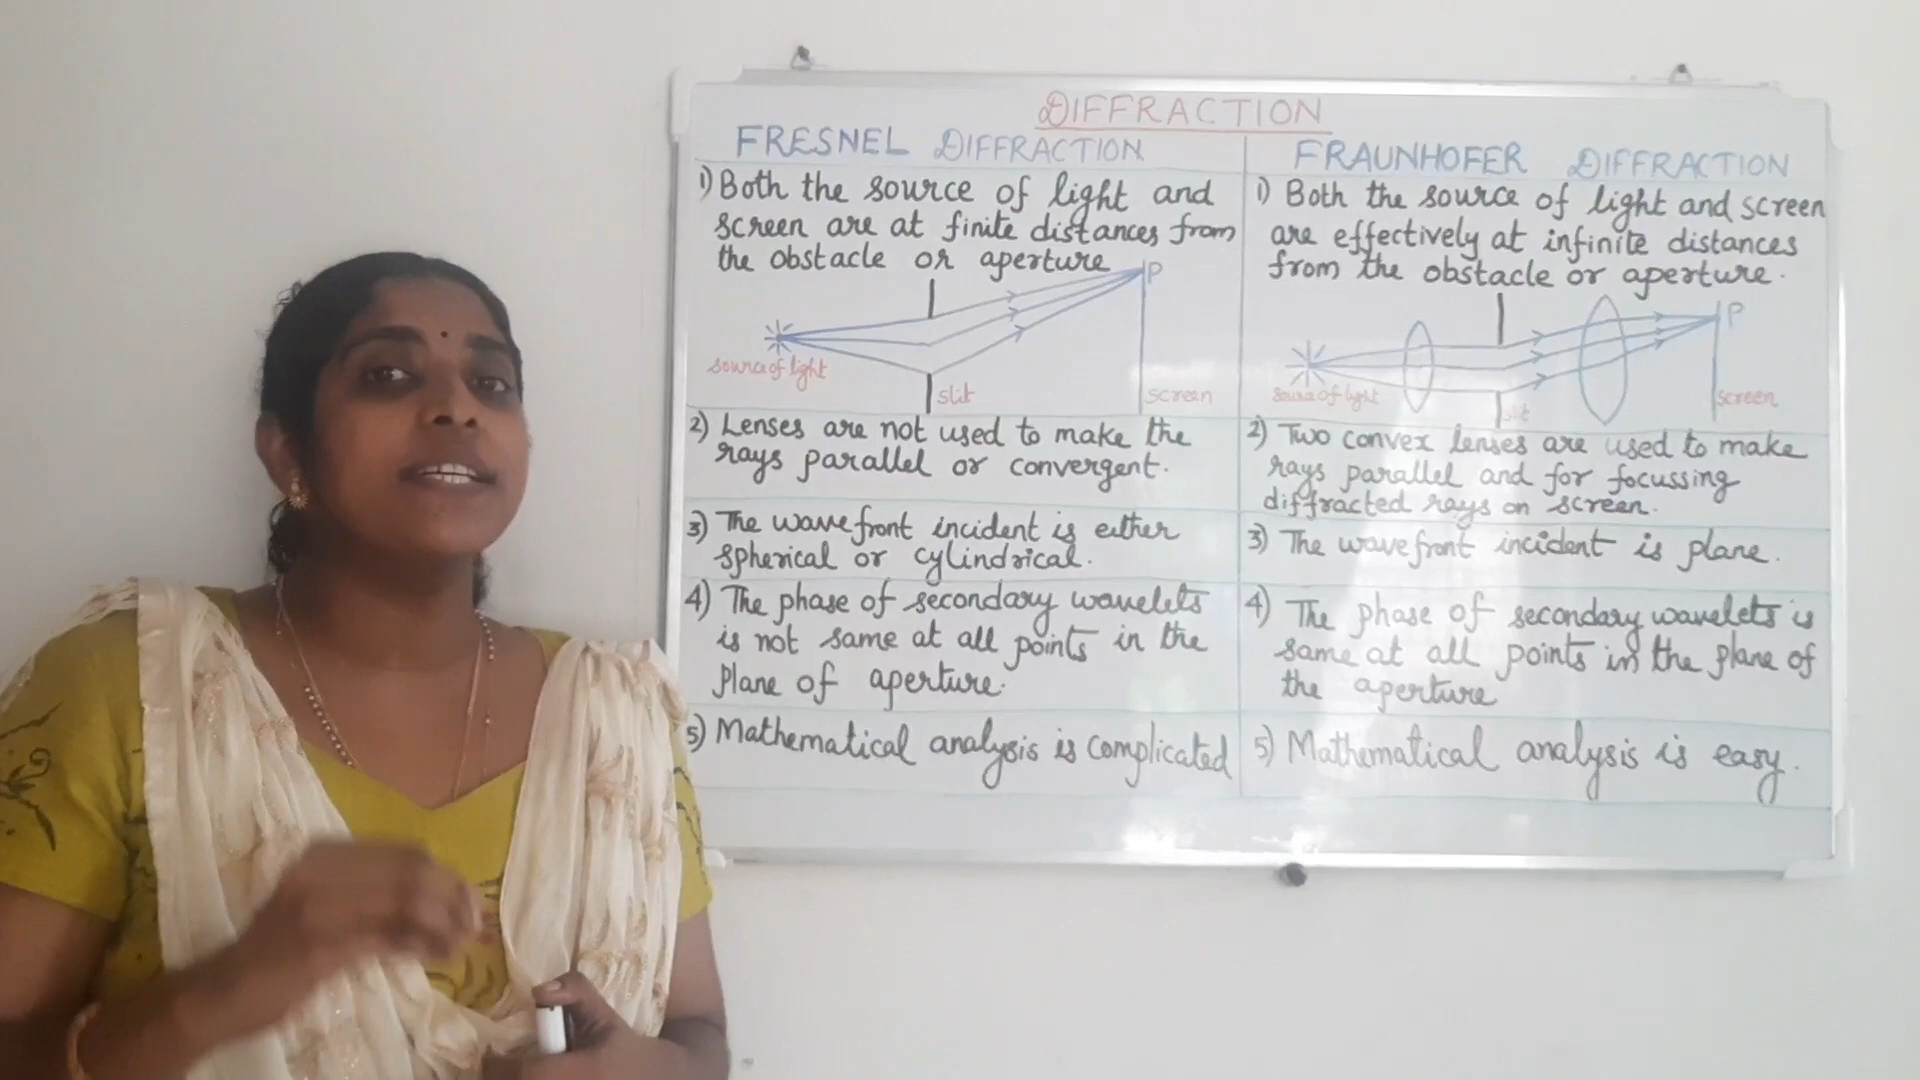 DIFFRACTION
FRESNEL DIFFRACTION
1) Both the source of light and
screen are at finite distances from
the obstacle or aperture
P
source of light
slit
screen
2) Lenses are not used to make the
rays parallel or convergent.
3) The wavefront incident is either
spherical or cylindrical.
4) The phase of secondary wavelets
is not same at all points in the
Plane of aperture.
5) Mathematical analysis is complicated
FRAUNHOFER DIFFRACTION
1) Both the source of light and screen
are effectively at infinite distances
from the obstacle or aperture.
P
source of light
slit
screen
2) Two convex lenses are used to make
rays parallel and for focussing
diffracted rays on screen.
3) The wavefront incident is plane.
4) The phase of secondary wavelets is
same at all points in the plane of
the aperture
5) Mathematical analysis is easy.